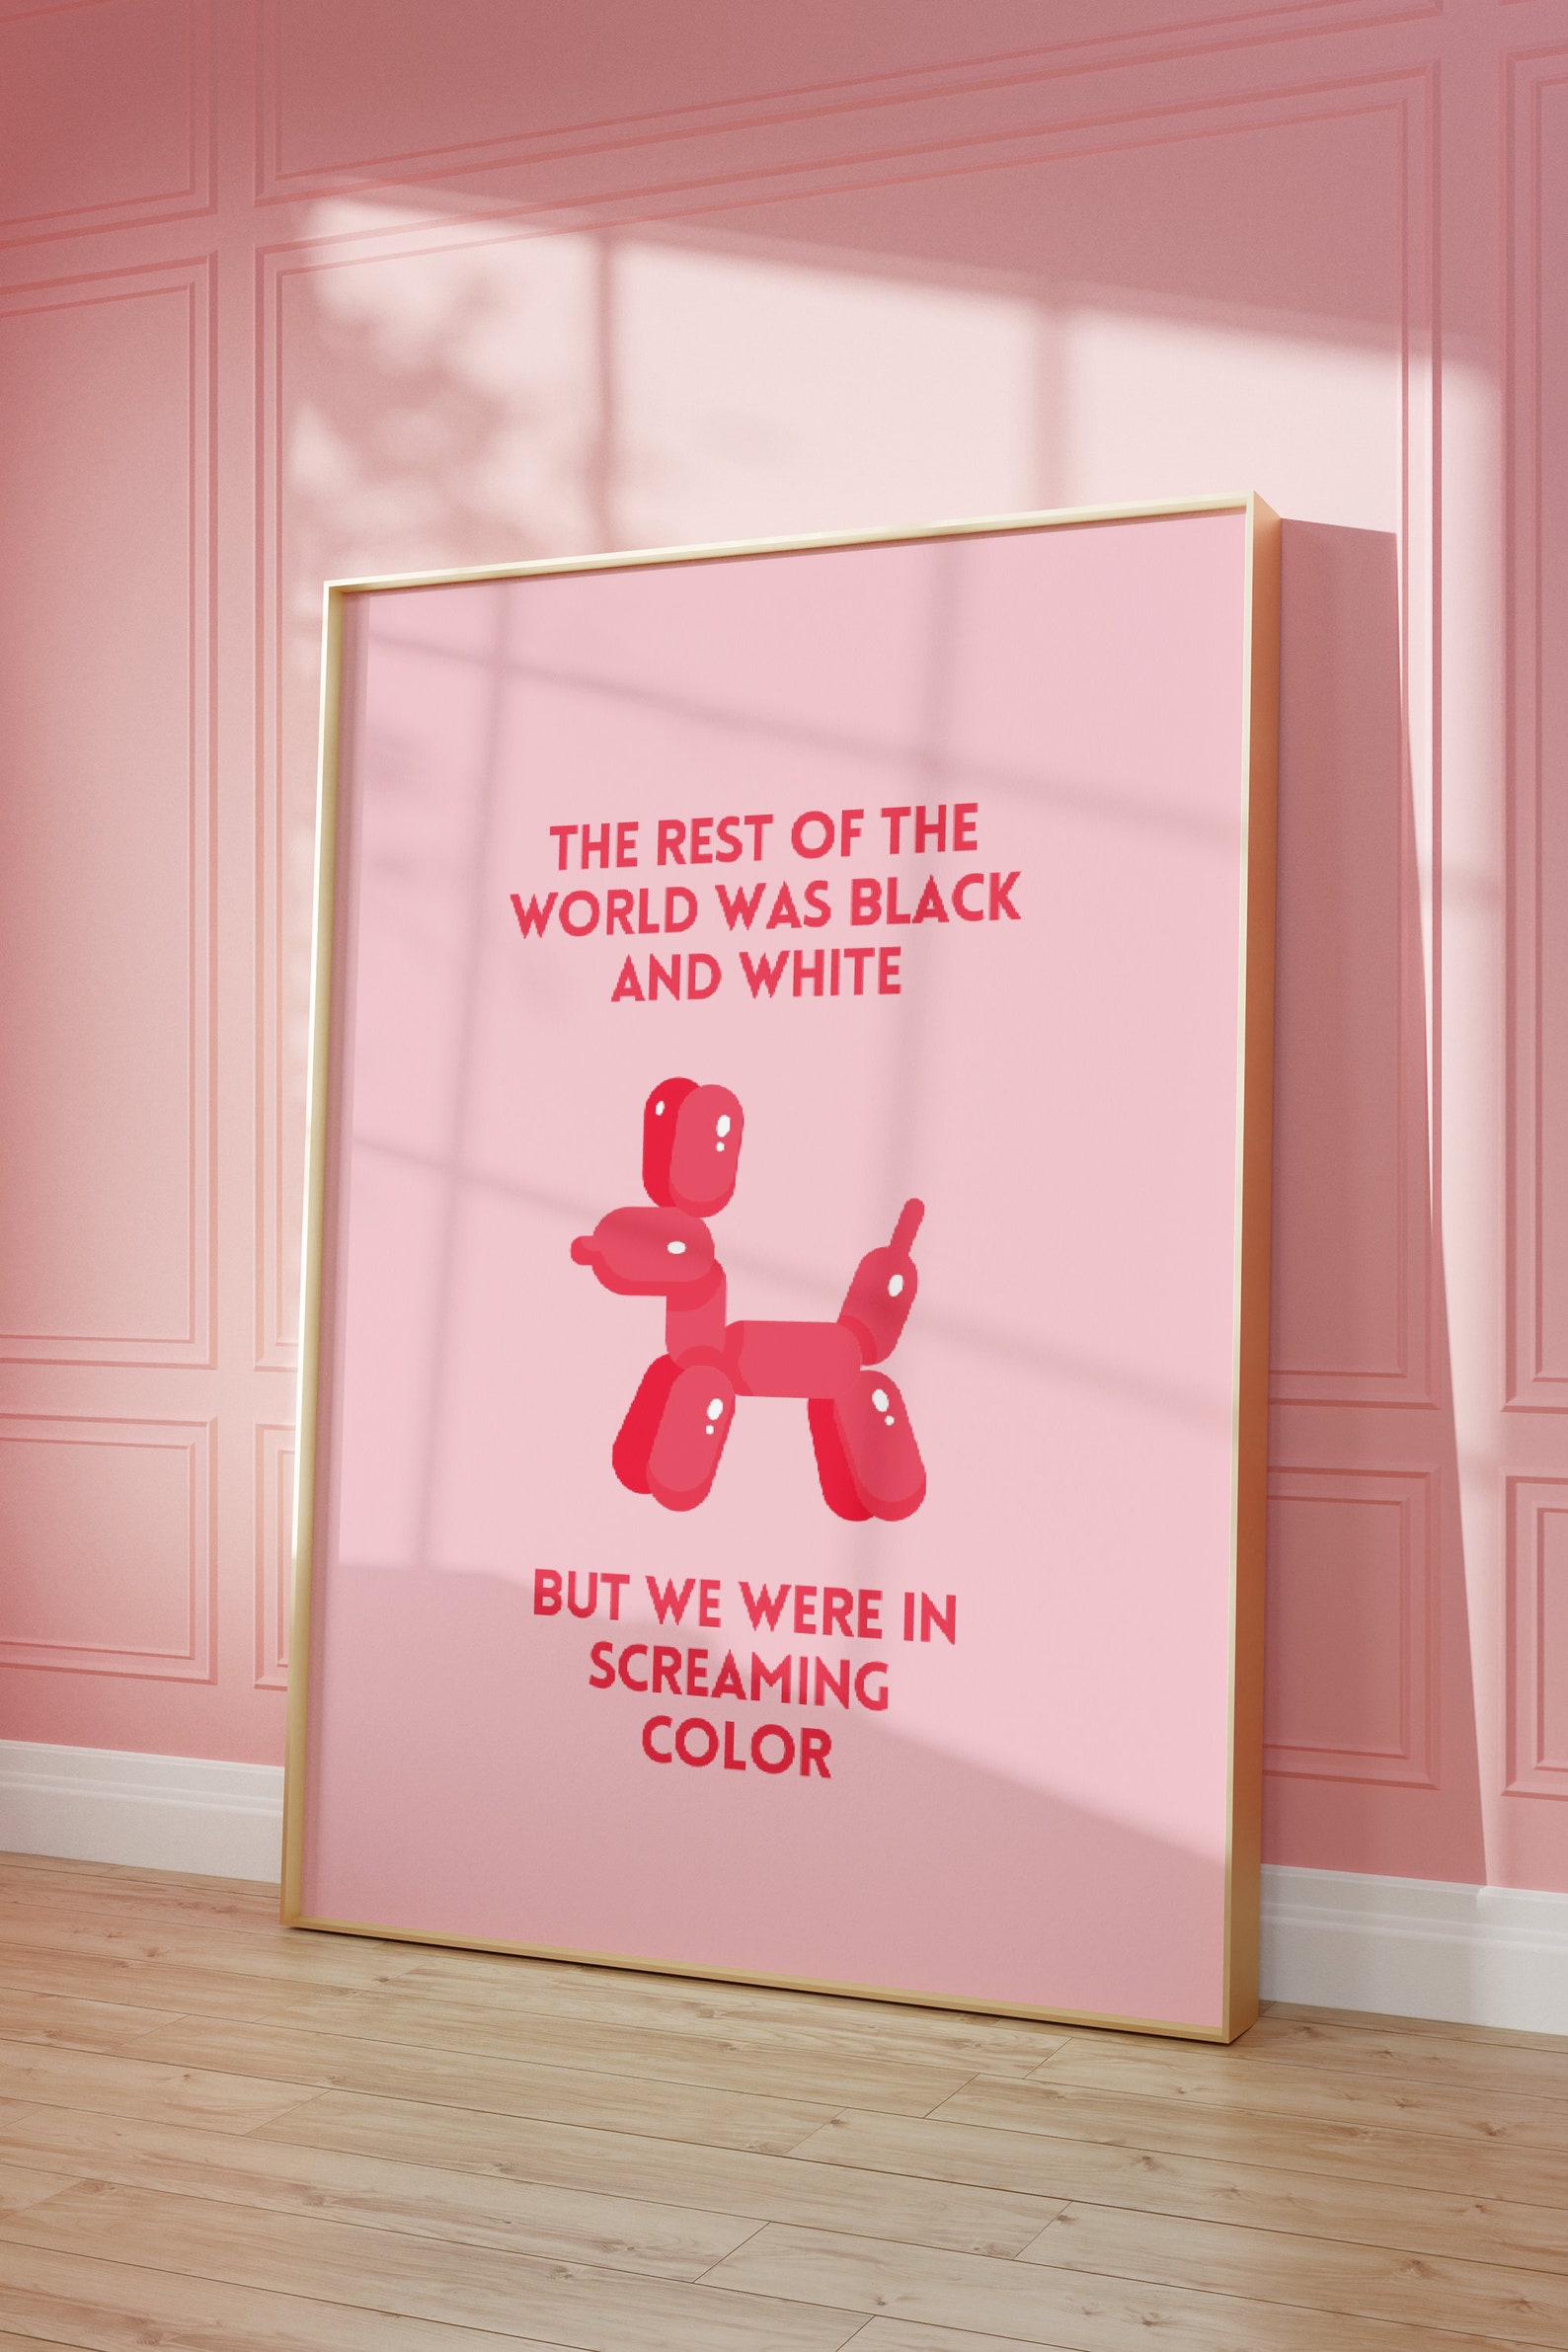 THE REST OF THE
WORLD WAS BLACK
AND WHITE
BUT WE WERE IN
SCREAMING
COLOR